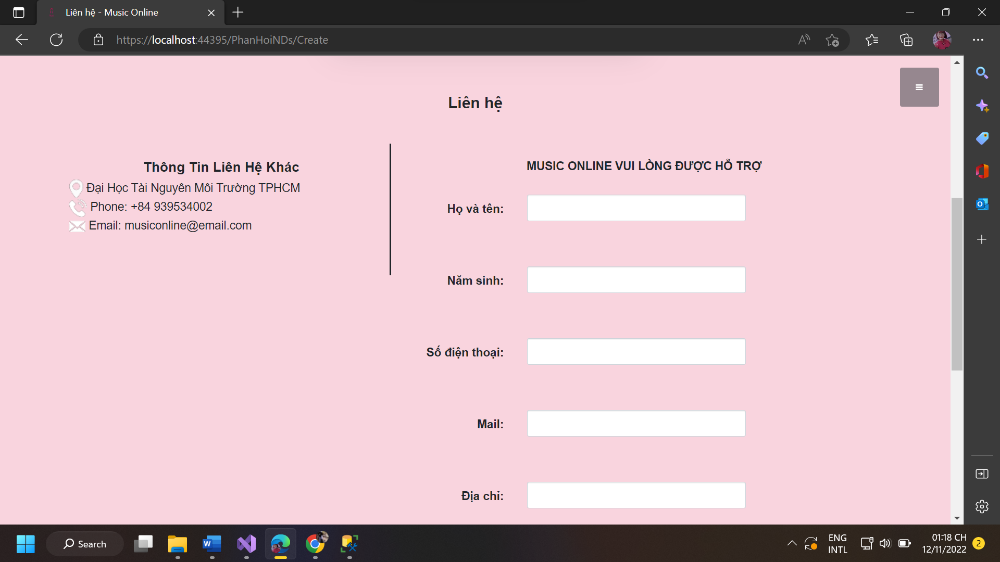 Liên hệ - Music Online
https://localhost:44395/PhanHoiNDs/Create
Liên hệ
Thông Tin Liên Hệ Khác
Đại Học Tài Nguyên Môi Trường TPHCM
Phone: +84 939534002
Email: musiconline@email.com
MUSIC ONLINE VUI LÒNG ĐƯỢC HỖ TRỢ
Họ và tên:
Năm sinh:
Số điện thoại:
Mail:
Địa chỉ:
Search
ENG
INTL
01:18 CH
12/11/2022
2